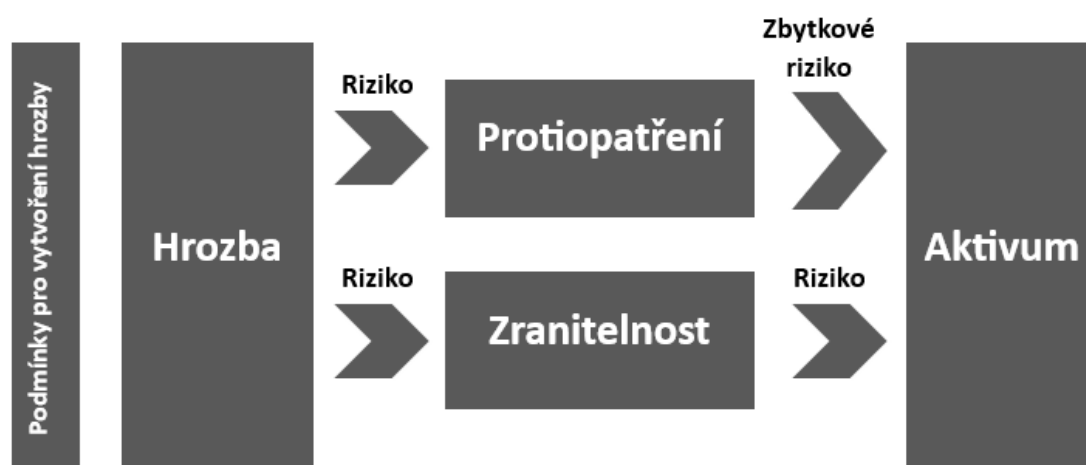 Podmínky pro vytvoření hrozby
Hrozba
Riziko
Protiopatření
Zbytkové
riziko
Riziko
Zranitelnost
Riziko
Aktivum